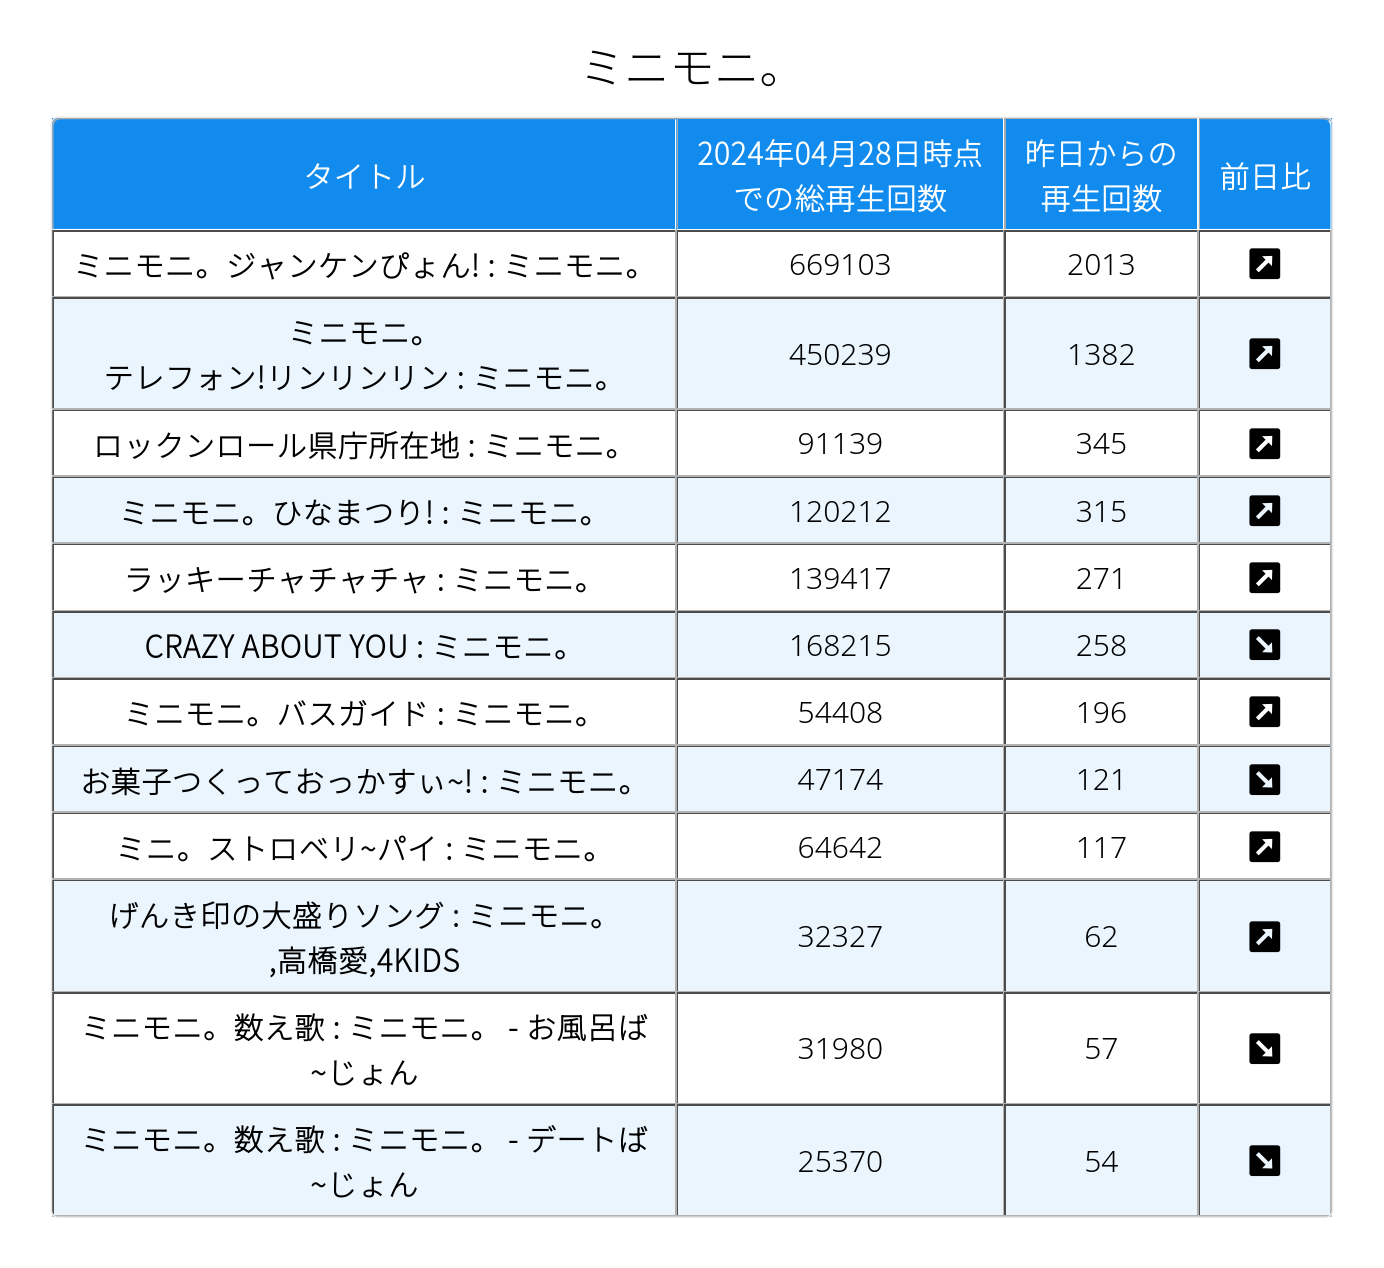 ミニモニ。
タイトル
2024年04月28日時点
での総再生回数
昨日からの
再生回数
前日比
ミニモニ。ジャンケンぴょん! : ミニモニ。
669103
2013
ミニモニ。
テレフォン!リンリンリン : ミニモニ。
450239
1382
ロックンロール県庁所在地 : ミニモニ。
91139
345
ミニモニ。ひなまつり! : ミニモニ。
120212
315
ラッキーチャチャチャ : ミニモニ。
139417
271
CRAZY ABOUT YOU : ミニモニ。
168215
258
ミニモニ。バスガイド : ミニモニ。
54408
196
お菓子つくっておっかすぃ~! : ミニモニ。
47174
121
ミニ。ストロベリ~パイ : ミニモニ。
64642
117
げんき印の大盛りソング : ミニモニ。
,高橋愛,4KIDS
32327
62
ミニモニ。数え歌 : ミニモニ。 - お風呂ば
~じょん
31980
57
ミニモニ。数え歌 : ミニモニ。 - デートば
~じょん
25370
54